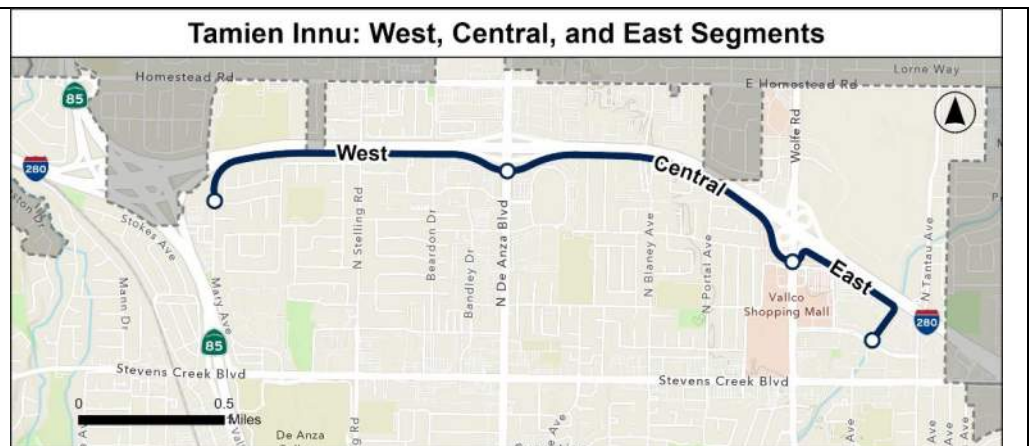 Tamien Innu: West, Central, and East Segments
Homestead Rd
Lorne Way
E Homestead Rd
85
280
West
Central
East
Wolfe Rd
Stokes Ave
Mann Dr
Mary Ave
N Stelling Rd
Beardon Dr
Bandley Dr
N De Anza Blvd
N Blaney Ave
N Portal Ave
N Tantau Ave
Vallco
Shopping Mall
280
85
Stevens Creek Blvd
Stevens Creek Blvd
0
0.5
Miles
De Anza
Rd
Ave
Ave